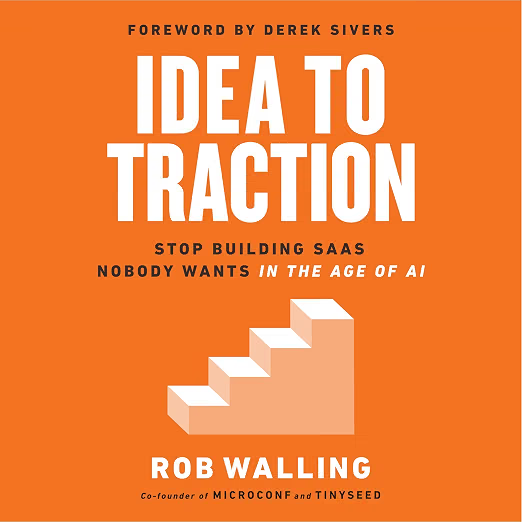 FOREWORD BY DEREK SIVERS
IDEA TO
TRACTION
STOP BUILDING SAAS
NOBODY WANTS IN THE AGE OF AI
ROB WALLING
Co-founder of MICROCONF and TINYSEED